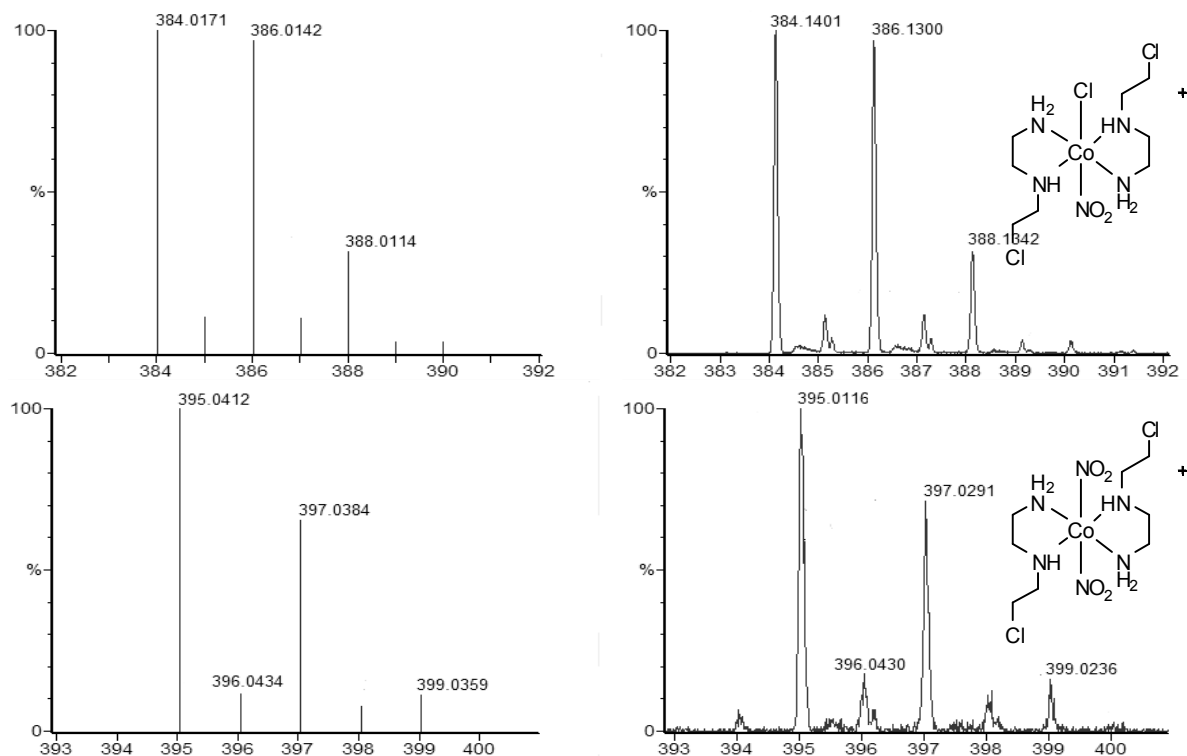 100
%
0
384.0171
386.0142
388.0114
382 384 386 388 390 392
100
%
0
384.1401
386.1300
388.1342
382 383 384 385 386 387 388 389 390 391 392
Cl
Cl
H2
N
HN
Co
NH
N
H2
NO2
Cl
+
100
%
0
395.0412
396.0434
397.0384
399.0359
393 394 395 396 397 398 399 400
100
%
0
395.0116
396.0430
397.0291
399.0236
393 394 395 396 397 398 399 400
Cl
NO2
H2
N
HN
Co
NH
N
H2
NO2
Cl
+